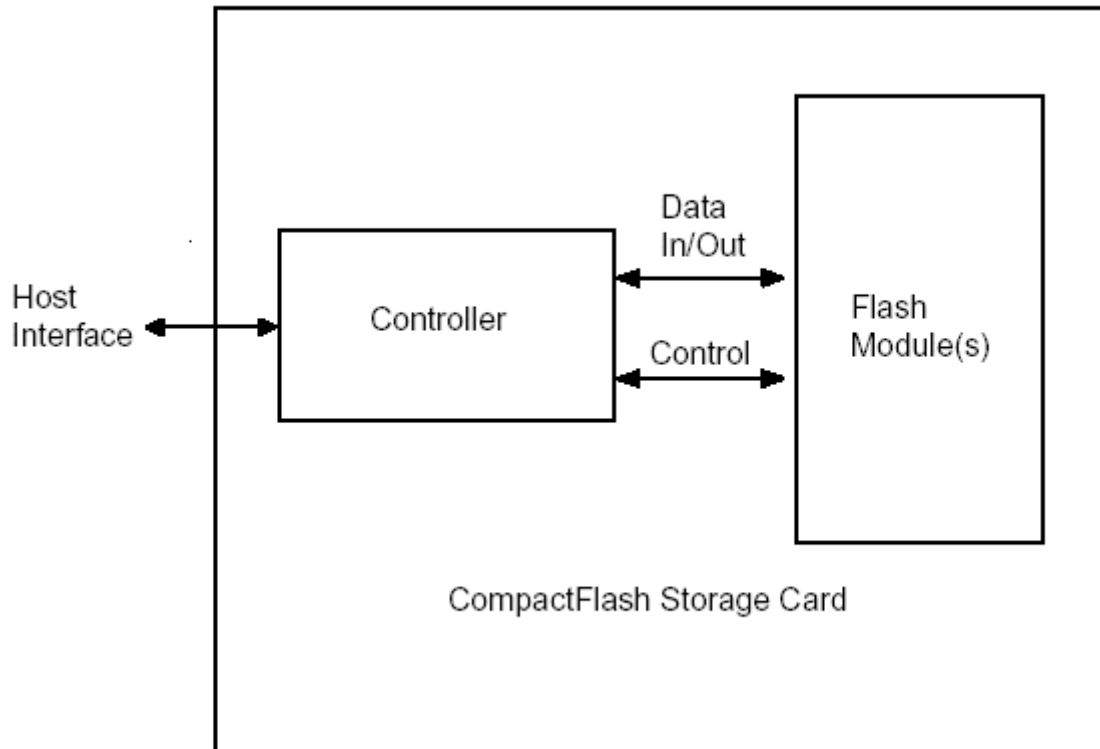 Data
In/Out
Host
Interface
Controller
Control
Flash
Module(s)
CompactFlash Storage Card